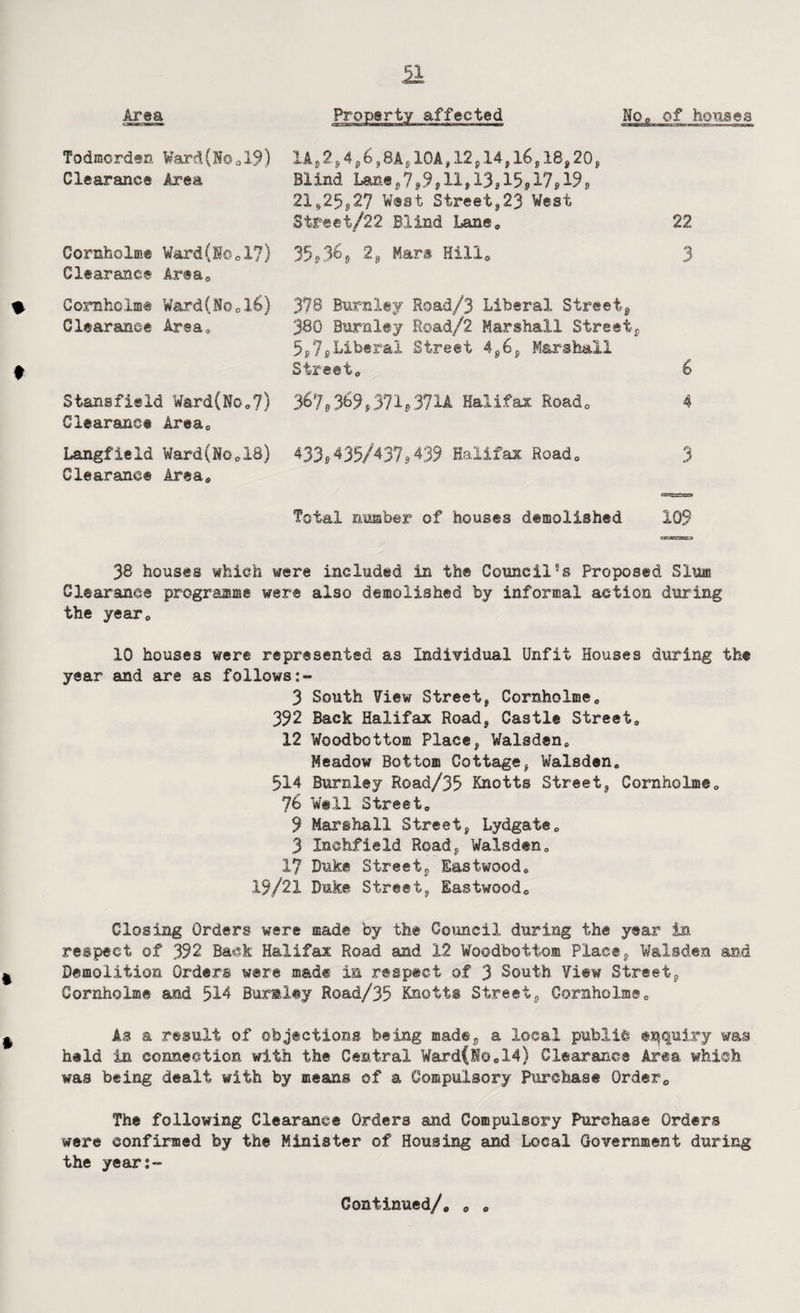 51
Area Property affected No. of houses
Todmorden Ward(No.19) 1A,2,4,6,8A,10A,12,14,16,18,20,
Clearance Area Blind Lane,7,9,11,13,15,17,19,
21,25,27 West Street,23 West
Street/22 Blind Lane. 22
Cornholme Ward(No.17) 35,36, 2, Mars Hill. 3
Clearance Area.
Cornholme Ward(No.16) 378 Burnley Road/3 Liberal Street,
Clearance Area. 380 Burnley Road/2 Marshall Street,
5,7,Liberal Street 4,6, Marshall
Street. 6
Stansfield Ward(No.7) 367,369,371,371A Halifax Road. 4
Clearance Area.
Langfield Ward(No.18) 433,435/437,439 Halifax Road. 3
Clearance Area.
Total number of houses demolished 109
38 houses which were included in the Council's Proposed Slum
Clearance programme were also demolished by informal action during
the year.
10 houses were represented as Individual Unfit Houses during the
year and are as follows:-
3 South View Street, Cornholme.
392 Back Halifax Road, Castle Street.
12 Woodbottom Place, Walsden.
Meadow Bottom Cottage, Walsden.
514 Burnley Road/35 Knotts Street, Cornholme.
76 Well Street.
9 Marshall Street, Lydgate.
3 Inchfield Road, Walsden.
17 Duke Street, Eastwood.
19/21 Duke Street, Eastwood.
Closing Orders were made by the Council during the year in
respect of 392 Back Halifax Road and 12 Woodbottom Place, Walsden and
Demolition Orders were made in respect of 3 South View Street,
Cornholme and 514 Burnley Road/35 Knotts Street, Cornholme.
As a result of objections being made, a local public enquiry was
held in connection with the Central Ward(No.14) Clearance Area which
was being dealt with by means of a Compulsory Purchase Order.
The following Clearance Orders and Compulsory Purchase Orders
were confirmed by the Minister of Housing and Local Government during
the year:-
Continued/. . .